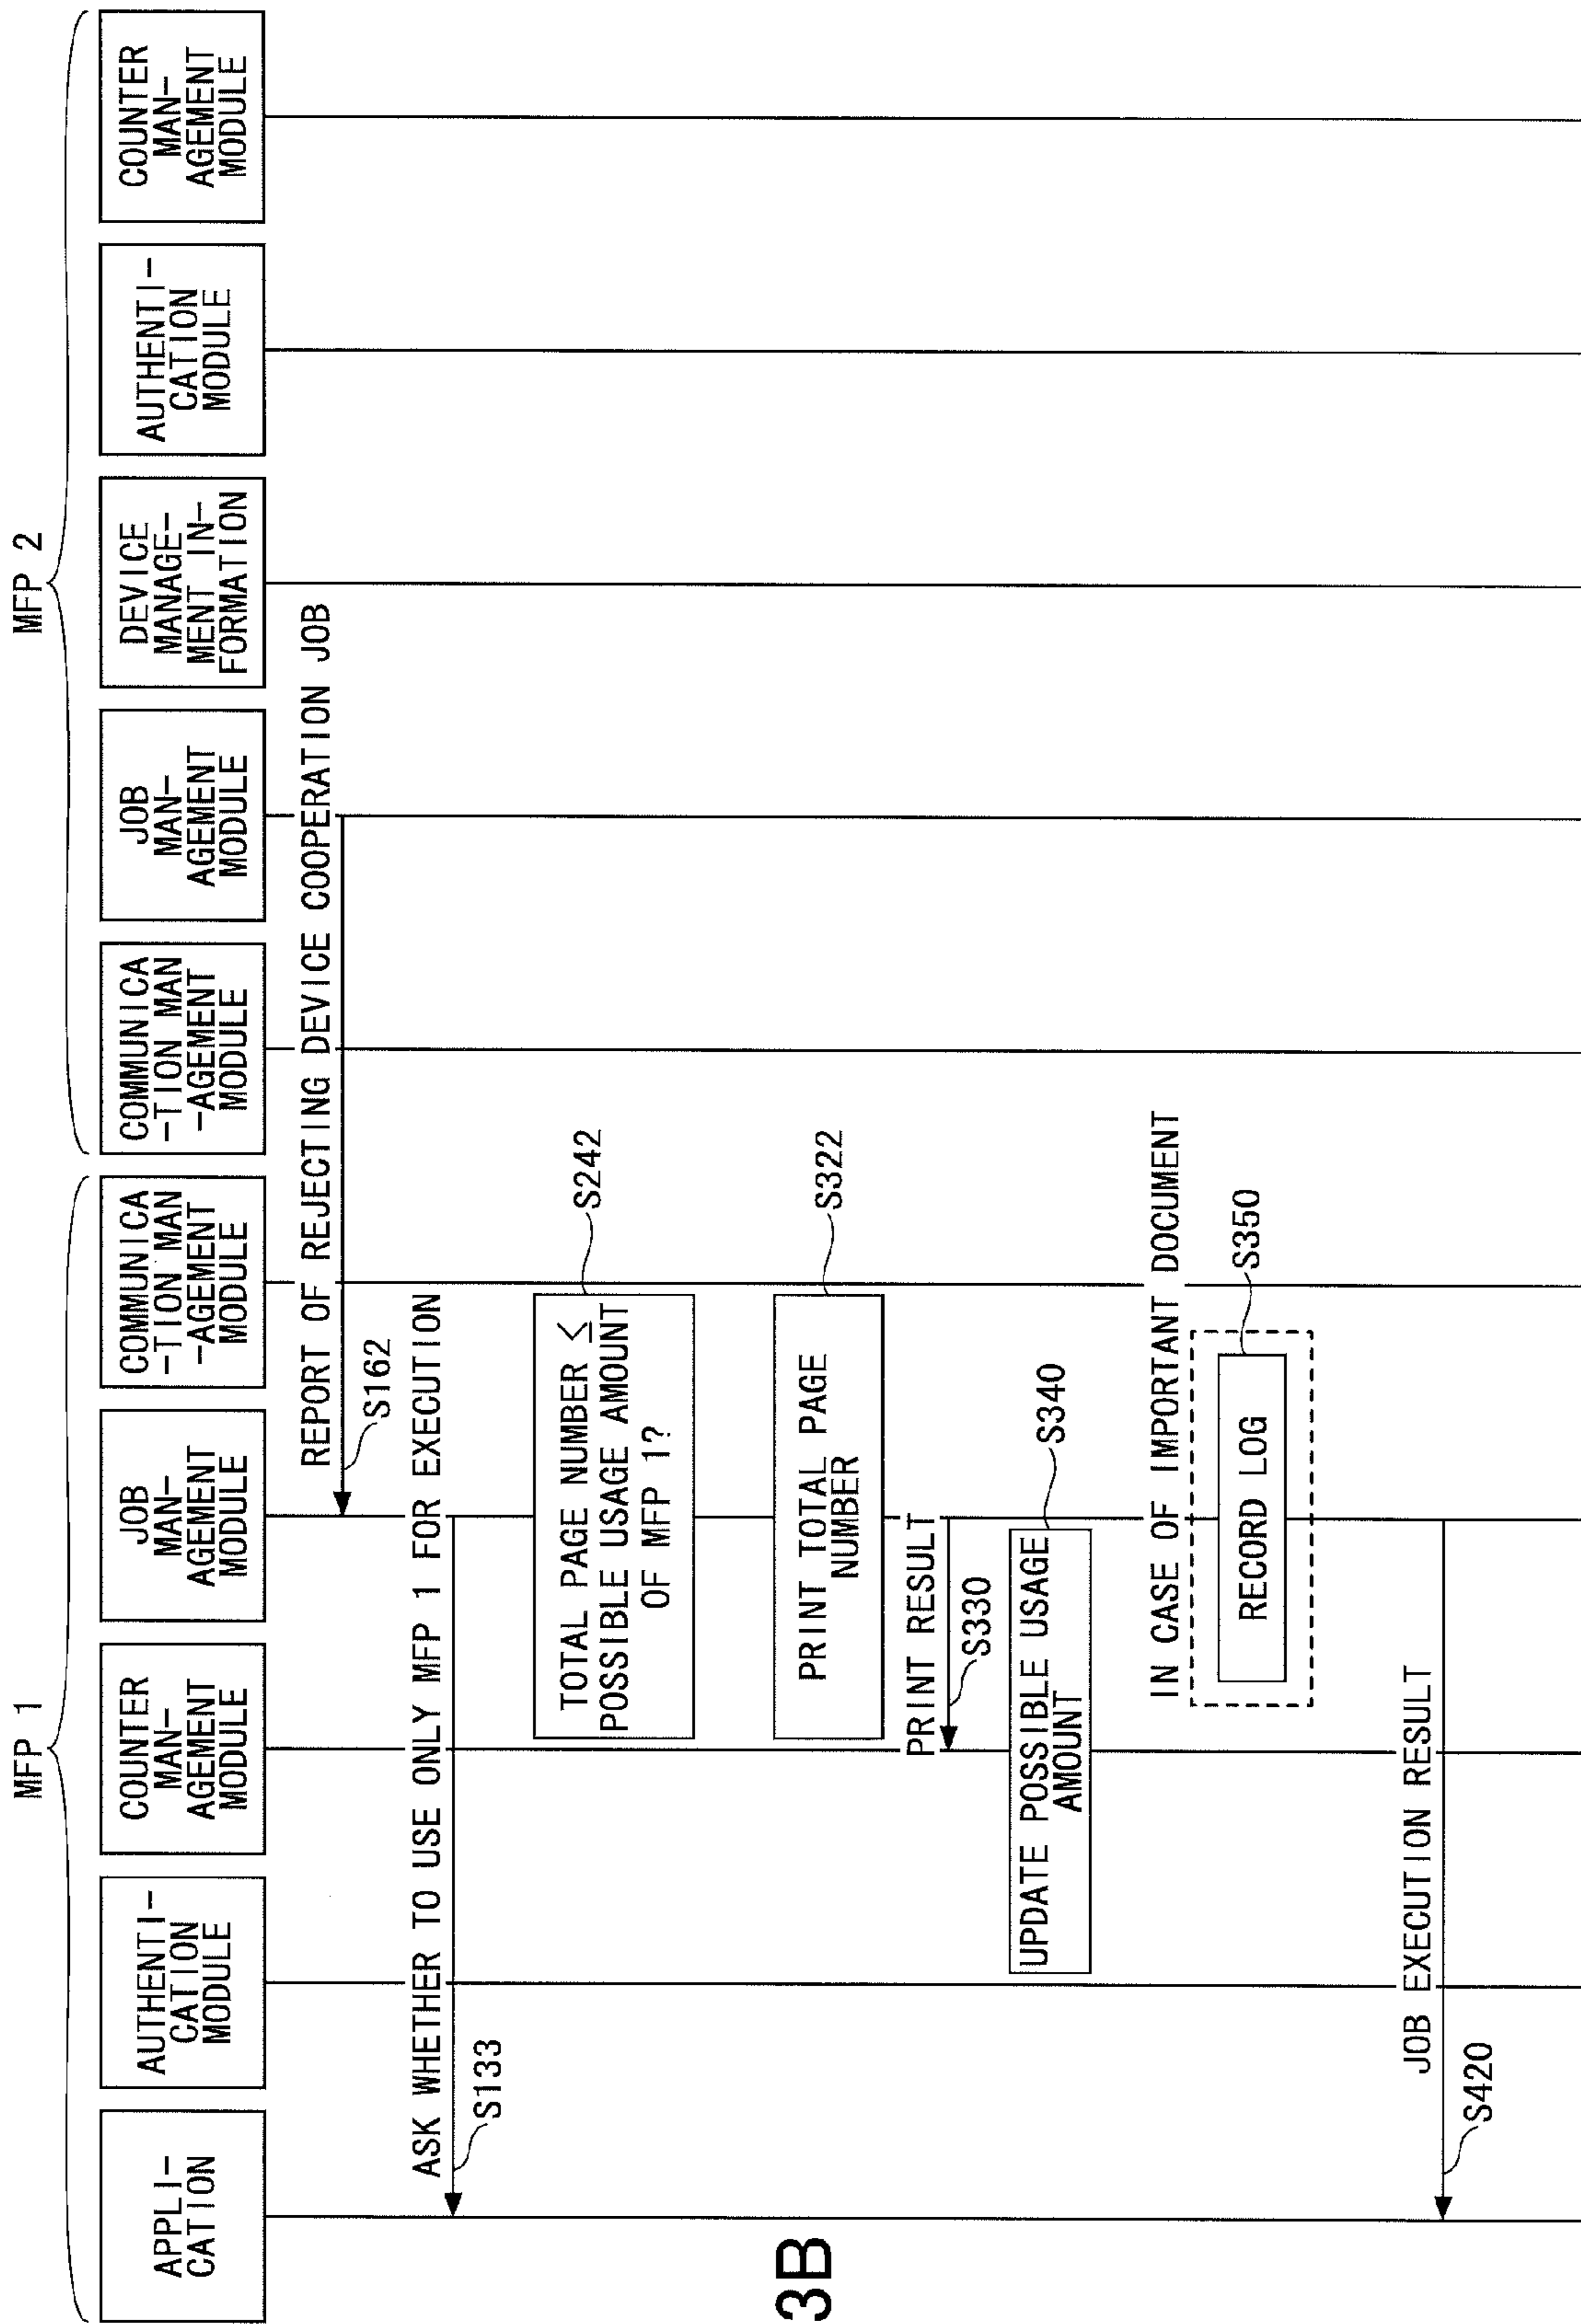 MFP 1
MFP 2
APPLI-
CATION
AUTHENTI-
CATION
MODULE
COUNTER
MAN-
AGEMENT
MODULE
JOB
MAN-
AGEMENT
MODULE
COMMUNICA
-TION MAN
-AGEMENT
MODULE
COMMUNICA
-TION MAN
-AGEMENT
MODULE
JOB
MAN-
AGEMENT
MODULE
DEVICE
MANAGE-
MENT IN-
FORMATION
AUTHENTI-
CATION
MODULE
COUNTER
MAN-
AGEMENT
MODULE
REPORT OF REJECTING DEVICE COOPERATION JOB
S162
ASK WHETHER TO USE ONLY MFP 1 FOR EXECUTION
S133
S242
TOTAL PAGE NUMBER ≤
POSSIBLE USAGE AMOUNT
OF MFP 1?
S322
PRINT TOTAL PAGE
NUMBER
PRINT RESULT
S330
S340
UPDATE POSSIBLE USAGE
AMOUNT
IN CASE OF IMPORTANT DOCUMENT
S350
RECORD LOG
JOB EXECUTION RESULT
S420
3B